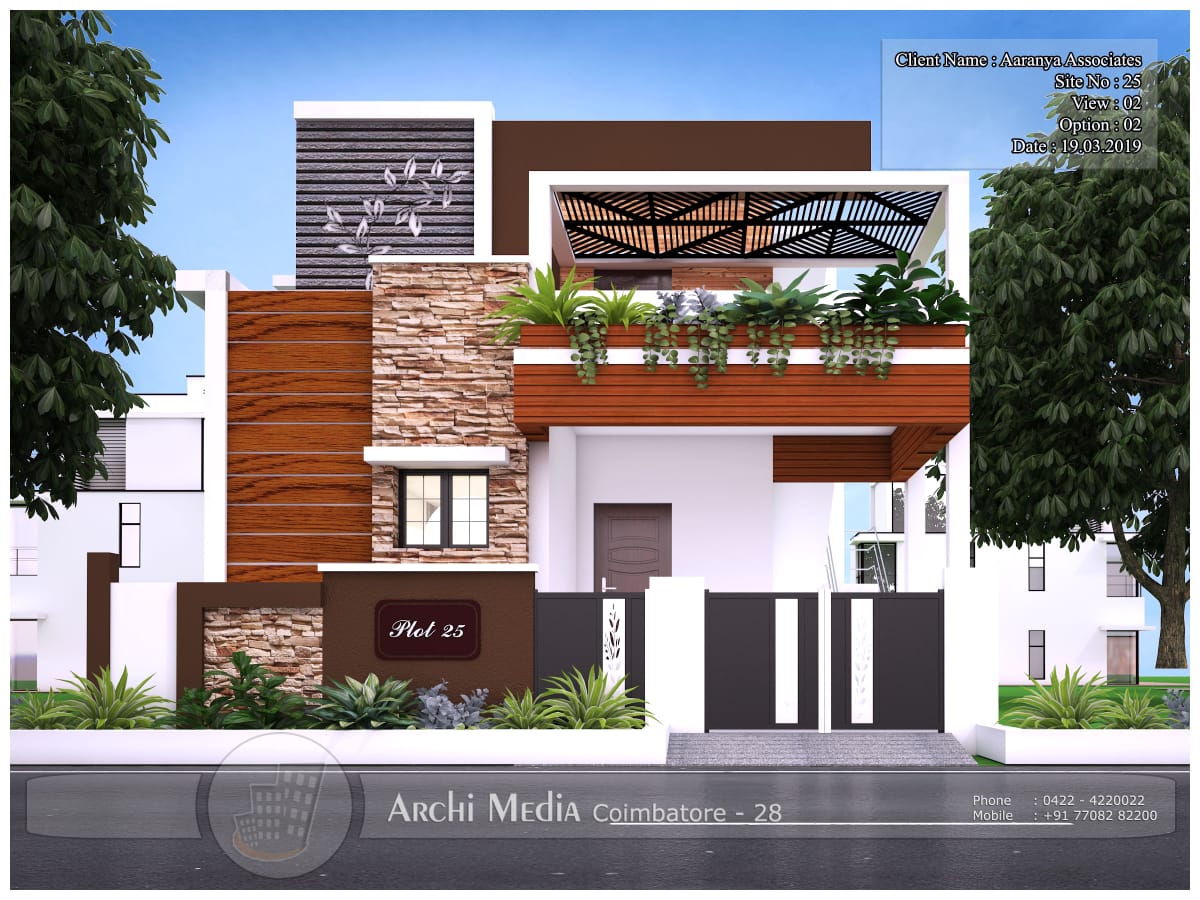 Client Name : Aaranya Associates
Site No : 25
View : 02
Option : 02
Date : 19.03.2019
Plot 25
Archi Media Coimbatore - 28
Phone : 0422 - 4220022
Mobile : +91 77082 82200